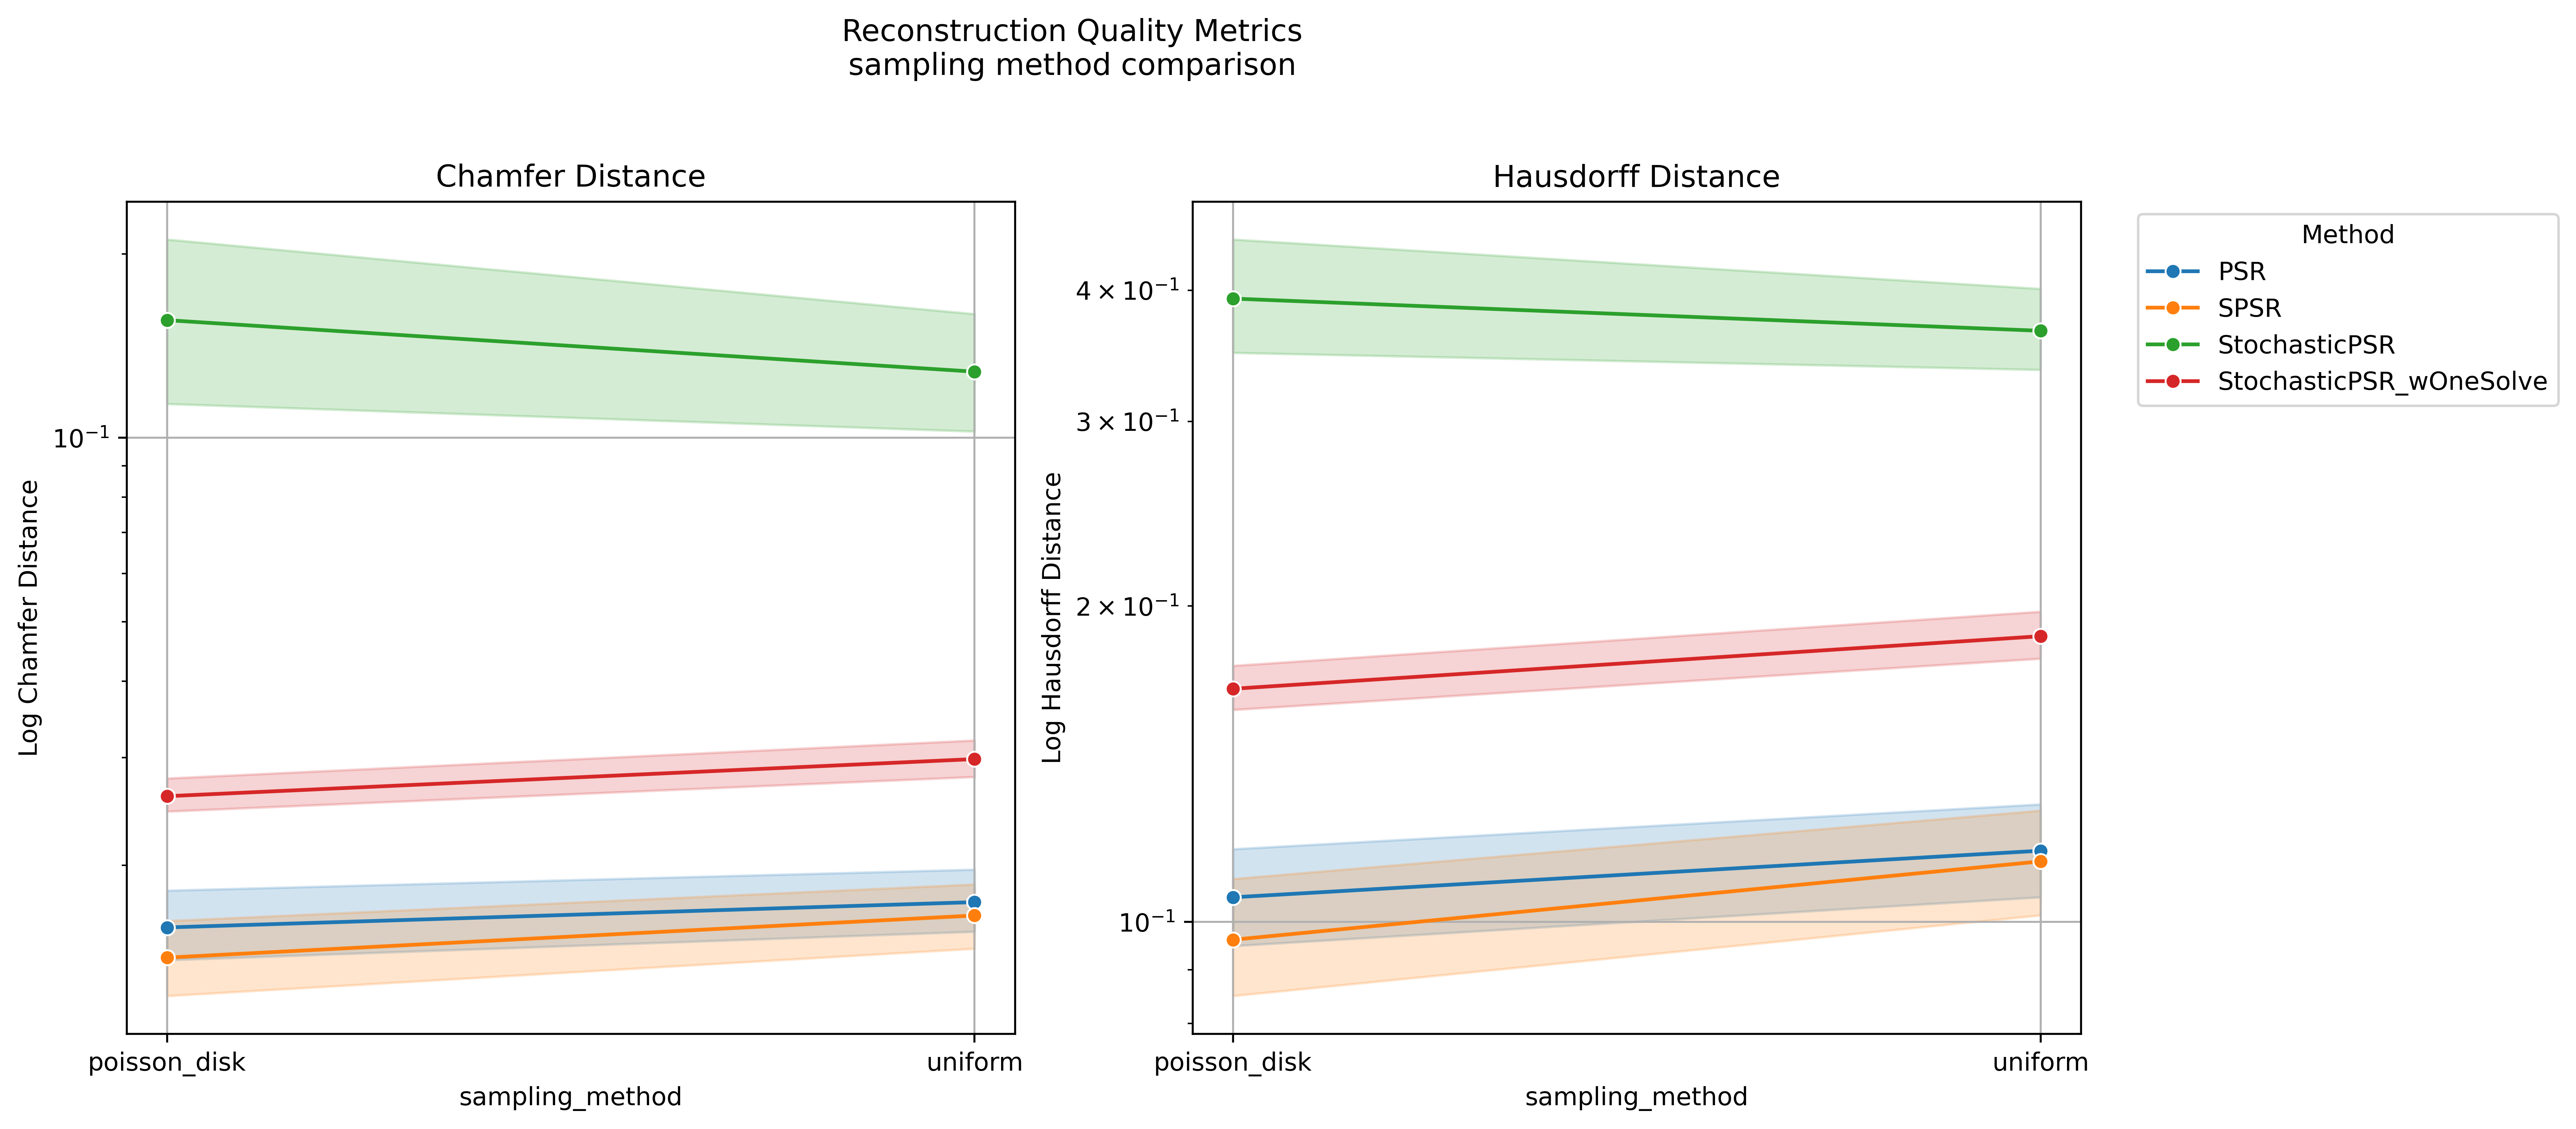 Reconstruction Quality Metrics
sampling method comparison
Chamfer Distance
Log Chamfer Distance
10⁻¹
poisson_disk
uniform
sampling_method
Hausdorff Distance
Log Hausdorff Distance
4 × 10⁻¹
3 × 10⁻¹
2 × 10⁻¹
10⁻¹
poisson_disk
uniform
sampling_method
Method
PSR
SPSR
StochasticPSR
StochasticPSR_wOneSolve